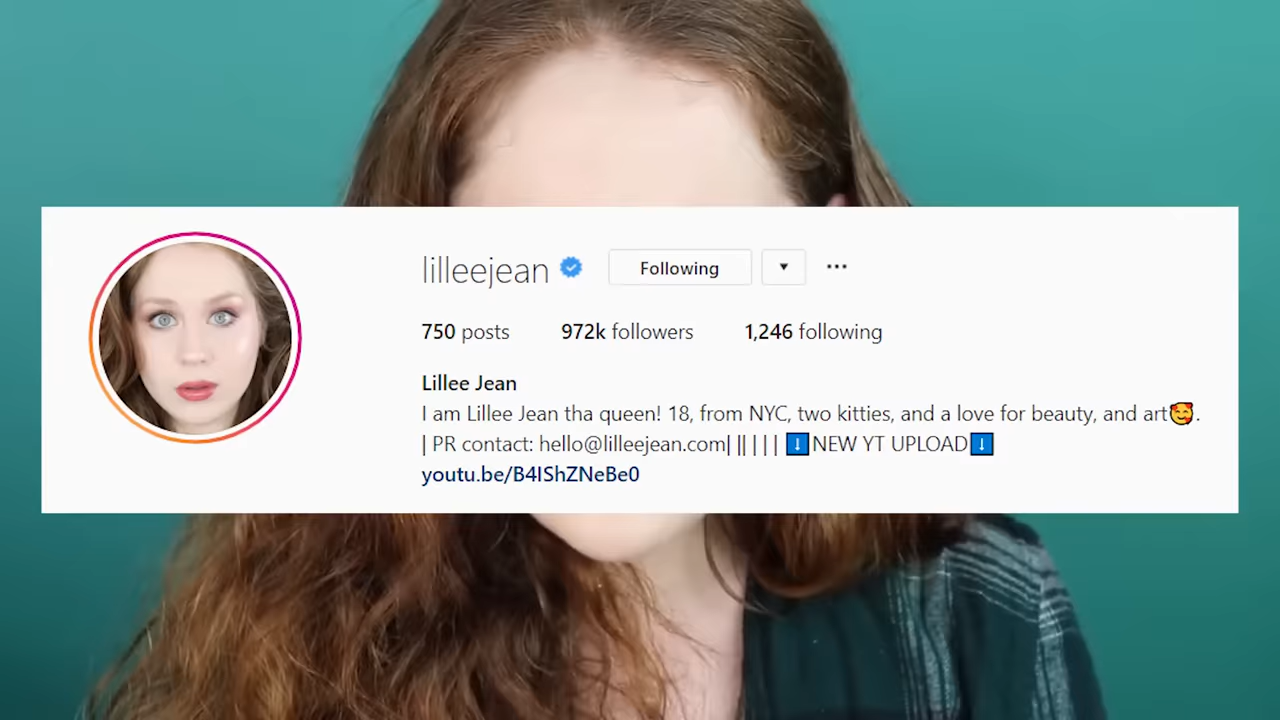 lilleejean Following ▼ ...
750 posts 972k followers 1,246 following
Lillee Jean
I am Lillee Jean tha queen! 18, from NYC, two kitties, and a love for beauty, and art🥰.
| PR contact: hello@lilleejean.com| || | | | ⬇️NEW YT UPLOAD⬇️
youtu.be/B4IShZNeBe0